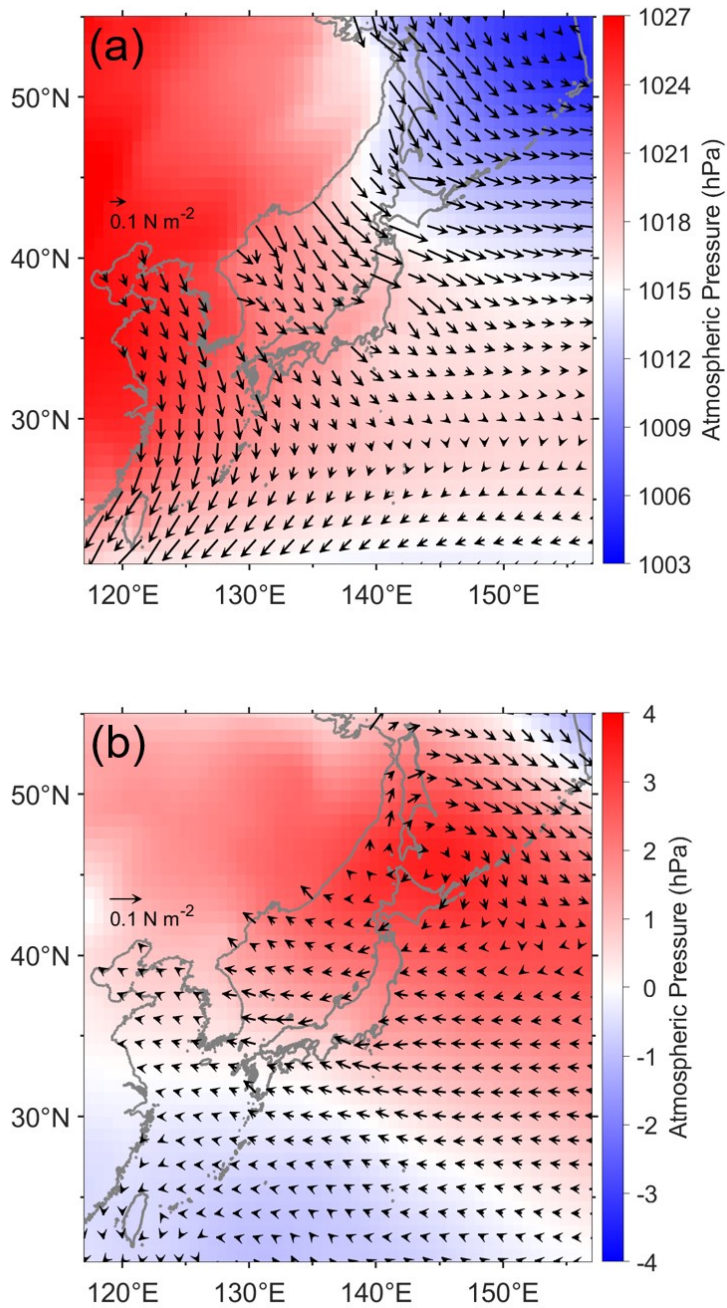 (a)
50°N
40°N
30°N
0.1 N m-2
120°E 130°E 140°E 150°E
1027
1024
1021
1018
1015
1012
1009
1006
1003
Atmospheric Pressure (hPa)
(b)
50°N
40°N
30°N
0.1 N m-2
120°E 130°E 140°E 150°E
4
3
2
1
0
-1
-2
-3
-4
Atmospheric Pressure (hPa)